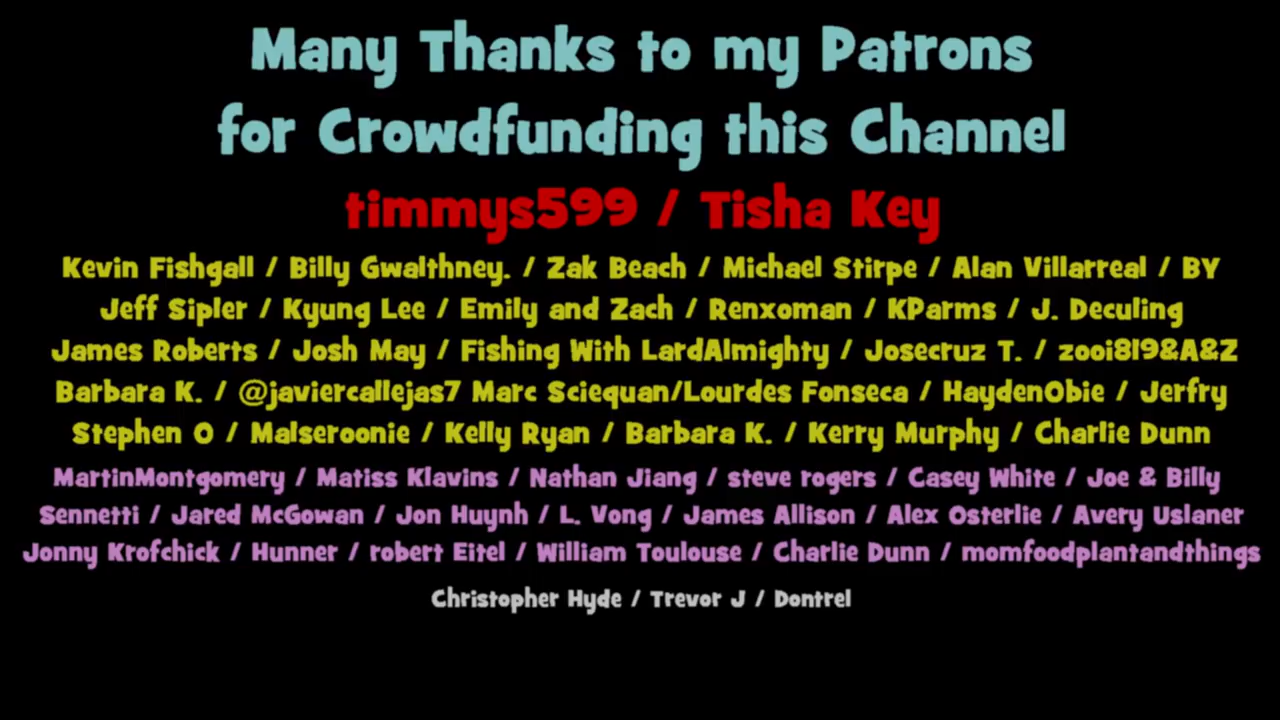 Many Thanks to my Patrons
for Crowdfunding this Channel
timmys599 / Tisha Key
Kevin Fishgall / Billy Gwalthney. / Zak Beach / Michael Stirpe / Alan Villarreal / BY
Jeff Sipler / Kyung Lee / Emily and Zach / Renxoman / KParms / J. Deculing
James Roberts / Josh May / Fishing With LardAlmighty / Josecruz T. / zooi819&A&Z
Barbara K. / @javiercallejas7 Marc Sciequan/Lourdes Fonseca / HaydenObie / Jerfry
Stephen O / Malseroonie / Kelly Ryan / Barbara K. / Kerry Murphy / Charlie Dunn
MartinMontgomery / Matiss Klavins / Nathan Jiang / steve rogers / Casey White / Joe & Billy
Sennetti / Jared McGowan / Jon Huynh / L. Vong / James Allison / Alex Osterlie / Avery Uslaner
Jonny Krofchick / Hunner / robert Eitel / William Toulouse / Charlie Dunn / momfoodplantandthings
Christopher Hyde / Trevor J / Dontrel